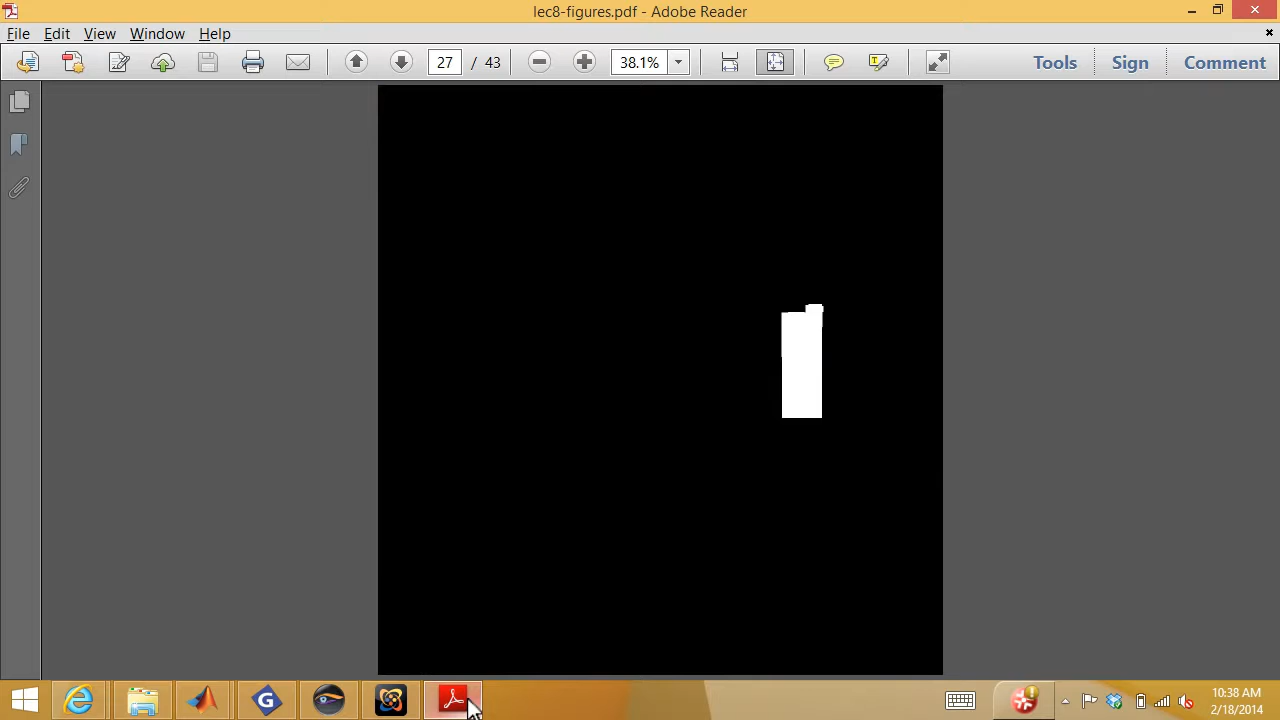 lec8-figures.pdf - Adobe Reader
File Edit View Window Help
27 / 43 38.1% Tools Sign Comment
10:38 AM
2/18/2014